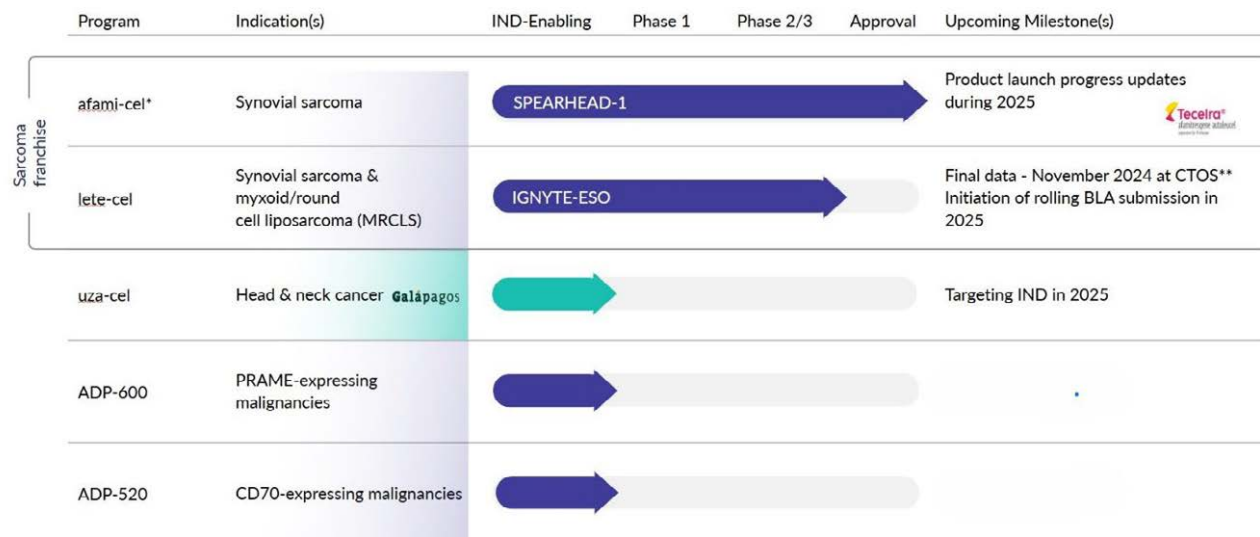 Program Indication(s) IND-Enabling Phase 1 Phase 2/3 Approval Upcoming Milestone(s)
Sarcoma
franchise
afami-cel* Synovial sarcoma SPEARHEAD-1 Product launch progress updates
during 2025
Tecelra®
lete-cel Synovial sarcoma &
myxoid/round
cell liposarcoma (MRCLS) IGNYTE-ESO Final data - November 2024 at CTOS**
Initiation of rolling BLA submission in
2025
uza-cel Head & neck cancer Galápagos Targeting IND in 2025
ADP-600 PRAME-expressing
malignancies
ADP-520 CD70-expressing malignancies